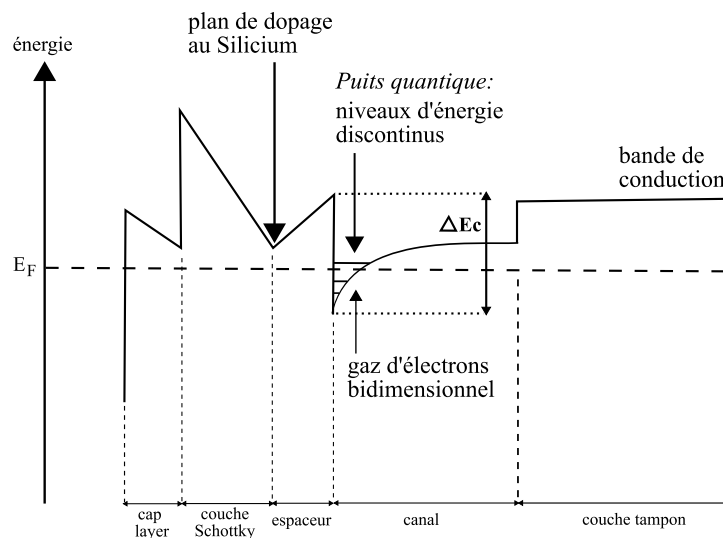 plan de dopage
au Silicium
énergie
Puits quantique:
niveaux d'énergie
discontinus
bande de
conduction
△Ec
E_F
gaz d'électrons
bidimensionnel
cap
layer
couche
Schottky
espaceur
canal
couche tampon